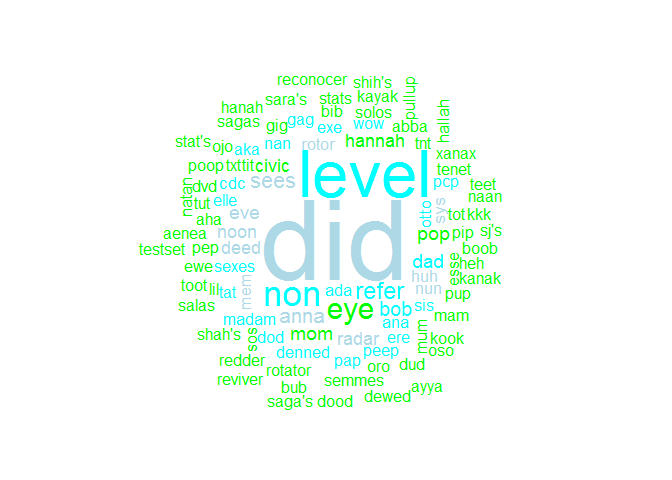 reconocer shih's
sara's stats kayak pullup
hanah bib solos
sagas gig gag exe wow abba hallah
stat's ojo aka nan rotor hannah tnt
poop txt tit civic level xanax
natan dvd cdc sees pcp tenet
tut elle teet
aha eve otto sys tot kkk naan
aenea noon did pop pip sj's
testset pep deed boob
ewe sexes dad esse heh
toot lil tat mem non ada refer huh nun kanak
salas eye bob sis pup
madam anna ana mam
shah's sos dod mom radar ere mum kook
denned pap peep oso
redder rotator oro dud
reviver bub semmes ayya
saga's dood dewed